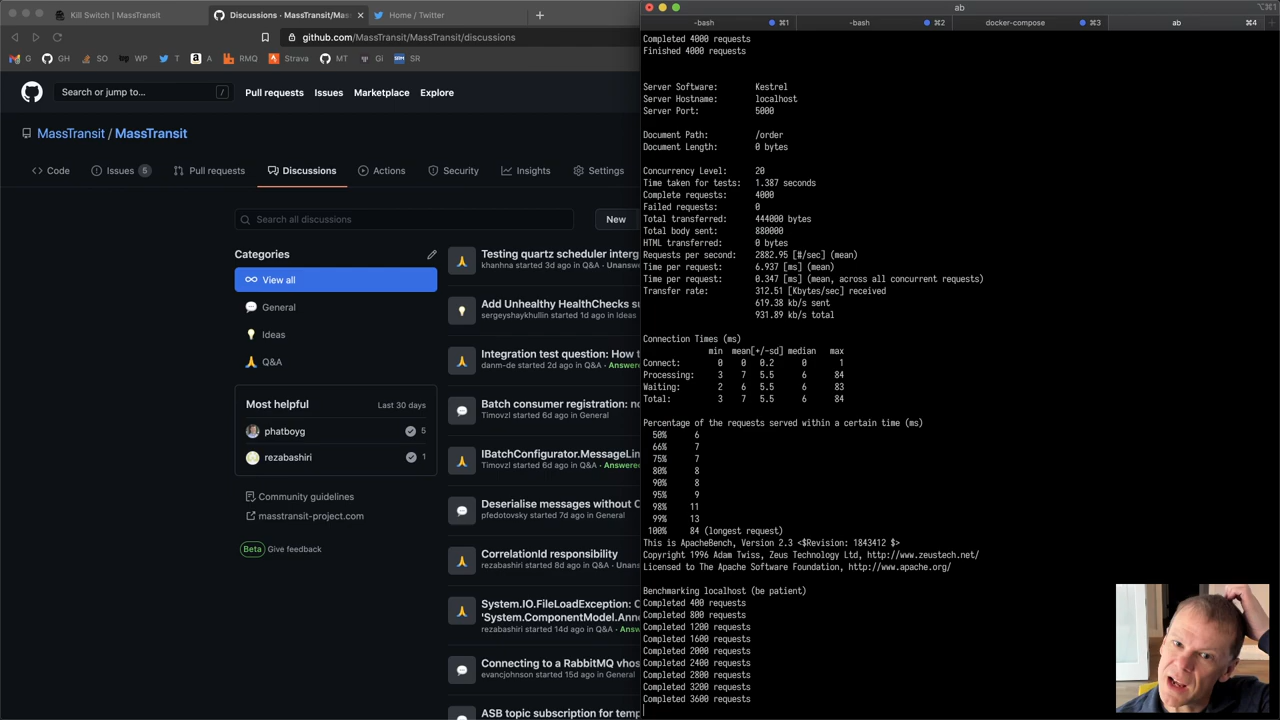 Kill Switch | MassTransit
Discussions · MassTransit/Mas
Home / Twitter
github.com/MassTransit/MassTransit/discussions
G
GH
SO
WP
T
A
RMQ
Strava
MT
Gi
SR
Search or jump to...
/
Pull requests
Issues
Marketplace
Explore
MassTransit / MassTransit
Code
Issues 5
Pull requests
Discussions
Actions
Security
Insights
Settings
Search all discussions
New
Categories
View all
General
Ideas
Q&A
Most helpful
Last 30 days
phatboyg
5
rezabashiri
1
Community guidelines
masstransit-project.com
Beta Give feedback
Testing quartz scheduler interg
khanhna started 3d ago in Q&A · Unans
Add Unhealthy HealthChecks su
sergeyshaykhullin started 1d ago in Ideas
Integration test question: How t
danm-de started 2d ago in Q&A · Answe
Batch consumer registration: no
Timovzl started 6d ago in General
IBatchConfigurator.MessageLim
Timovzl started 6d ago in Q&A · Answere
Deserialise messages without C
pfedotovsky started 7d ago in General
CorrelationId responsibility
rezabashiri started 8d ago in Q&A · Unan
System.IO.FileLoadException: C
'System.ComponentModel.Anno
rezabashiri started 14d ago in Q&A · Answ
Connecting to a RabbitMQ vhos
evancjohnson started 15d ago in General
ASB topic subscription for temp
ab
⌥⌘1
-bash
⌘1
-bash
⌘2
docker-compose
⌘3
ab
⌘4
Completed 4000 requests
Finished 4000 requests
Server Software: Kestrel
Server Hostname: localhost
Server Port: 5000
Document Path: /order
Document Length: 0 bytes
Concurrency Level: 20
Time taken for tests: 1.387 seconds
Complete requests: 4000
Failed requests: 0
Total transferred: 444000 bytes
Total body sent: 880000
HTML transferred: 0 bytes
Requests per second: 2882.95 [#/sec] (mean)
Time per request: 6.937 [ms] (mean)
Time per request: 0.347 [ms] (mean, across all concurrent requests)
Transfer rate: 312.51 [Kbytes/sec] received
619.38 kb/s sent
931.89 kb/s total
Connection Times (ms)
min mean[+/-sd] median max
Connect: 0 0 0.2 0 1
Processing: 3 7 5.5 6 84
Waiting: 2 6 5.5 6 83
Total: 3 7 5.5 6 84
Percentage of the requests served within a certain time (ms)
50% 6
66% 7
75% 7
80% 8
90% 8
95% 9
98% 11
99% 13
100% 84 (longest request)
This is ApacheBench, Version 2.3 <$Revision: 1843412 $>
Copyright 1996 Adam Twiss, Zeus Technology Ltd, http://www.zeustech.net/
Licensed to The Apache Software Foundation, http://www.apache.org/
Benchmarking localhost (be patient)
Completed 400 requests
Completed 800 requests
Completed 1200 requests
Completed 1600 requests
Completed 2000 requests
Completed 2400 requests
Completed 2800 requests
Completed 3200 requests
Completed 3600 requests